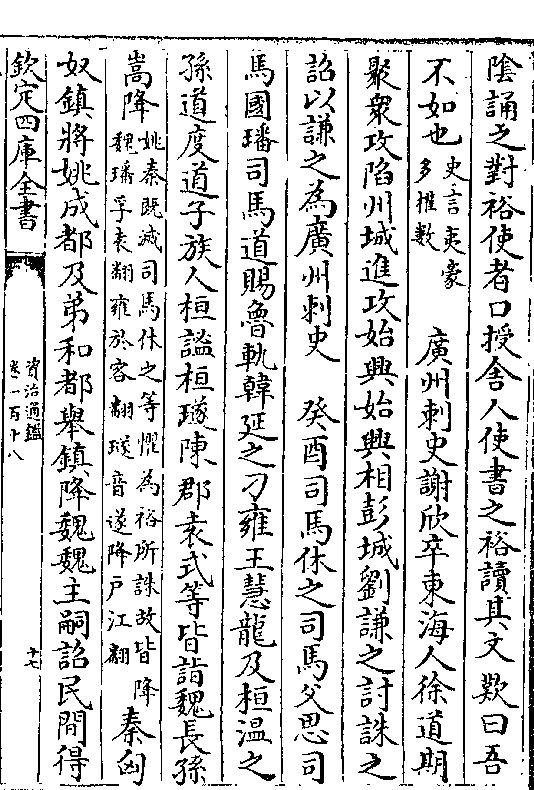 陰誦之對裕使者口授舍人使書之裕讀其文歎曰吾
不如也史言夷豪多權數　廣州刺史謝欣卒東海人徐道期
聚衆攻陷州城進攻始興始興相彭城劉謙之討誅之
詔以謙之為廣州刺史　癸酉司馬休之司馬父思司
馬國璠司馬道賜魯軌韓延之刁雍王慧龍及桓温之
孫道度道子族人桓謐桓璲陳郡袁式等皆詣魏長孫
嵩降姚秦既滅司馬休之等懼為裕所誅故皆降魏璠孚袁翻雍於容翻璲音遂降户江翻　秦匈
奴鎮將姚成都及弟和都舉鎮降魏魏主嗣詔民間得
欽定四庫全書
資治通鑑
卷一百十八
十七